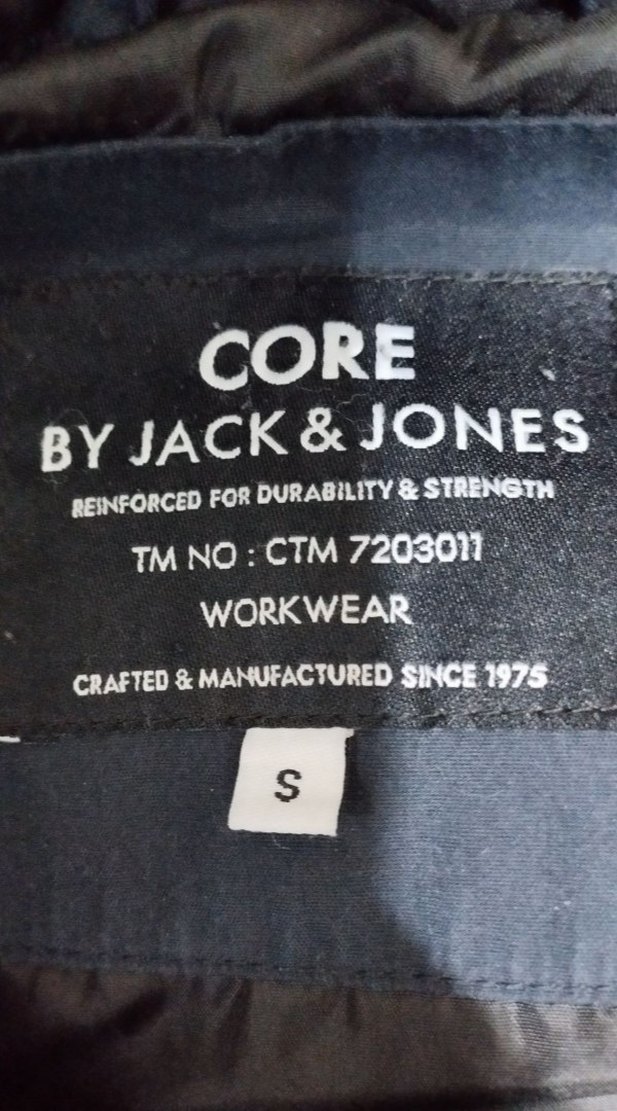 CORE
BY JACK & JONES
REINFORCED FOR DURABILITY & STRENGTH
TM NO : CTM 7203011
WORKWEAR
CRAFTED & MANUFACTURED SINCE 1975
S